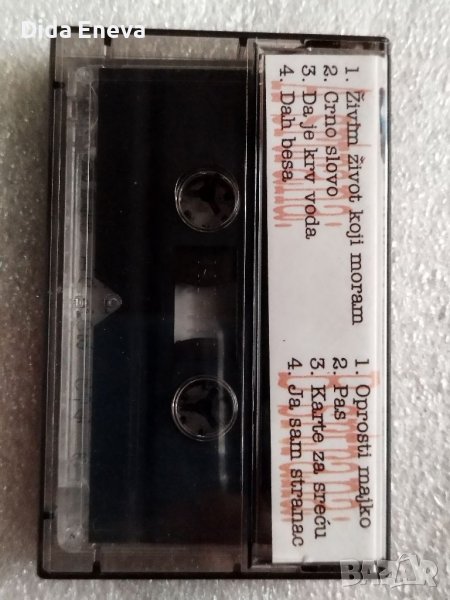 Dida Eneva
1. Živim život koji moram
2. Crno slovo
3. Da je krv voda
4. Dah besa
1. Oprosti majko
2. Pas
3. Karte za sreću
4. Ja sam stranac
BAZAR